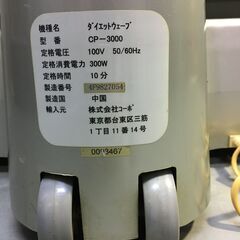 機種名 ダイエットウェーブ
型番 CP-3000
定格電圧 100V 50/60Hz
定格消費電力 300W
定格時間 10分
製造番号 4F9827054
製造国 中国
輸入元 株式会社コーボ
東京都台東区三筋
1丁目11番14号
0003467